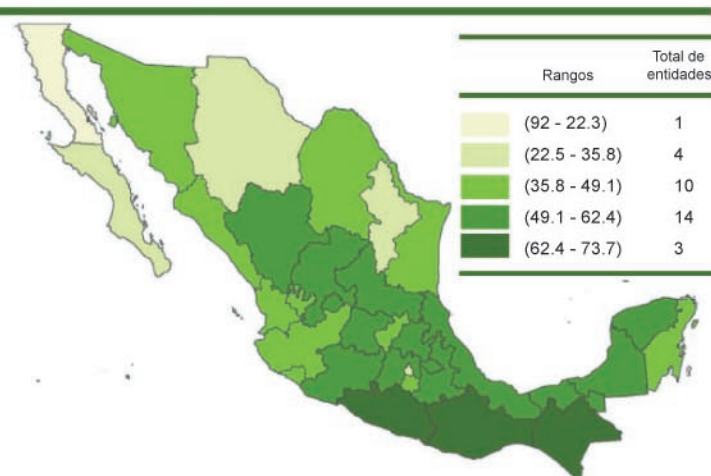 Rangos Total de entidades
(92 - 22.3) 1
(22.5 - 35.8) 4
(35.8 - 49.1) 10
(49.1 - 62.4) 14
(62.4 - 73.7) 3